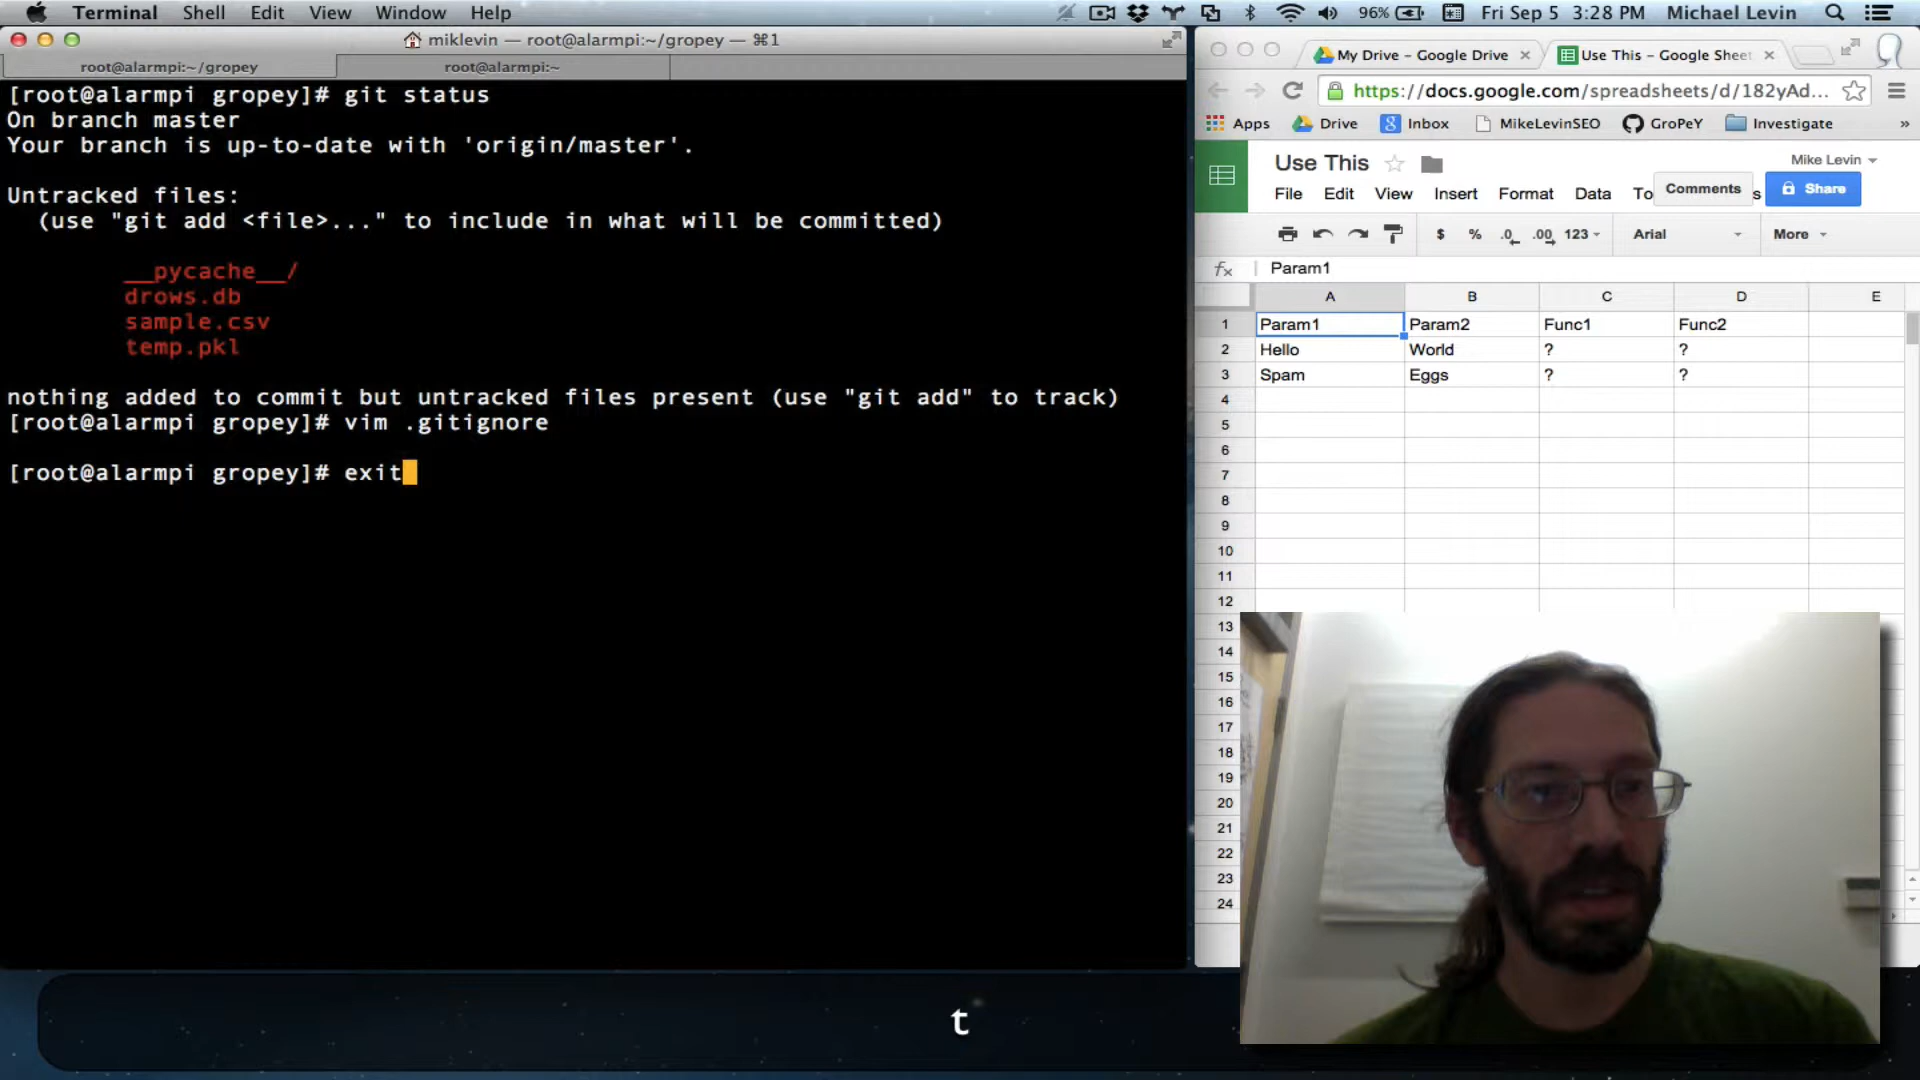 Terminal Shell Edit View Window Help 96% Fri Sep 5 3:28 PM Michael Levin
miklevin — root@alarmpi:~/gropey — ⌘1
root@alarmpi:~/gropey root@alarmpi:~
[root@alarmpi gropey]# git status
On branch master
Your branch is up-to-date with 'origin/master'.
Untracked files:
(use "git add <file>..." to include in what will be committed)
__pycache__/
drows.db
sample.csv
temp.pkl
nothing added to commit but untracked files present (use "git add" to track)
[root@alarmpi gropey]# vim .gitignore
[root@alarmpi gropey]# exit
My Drive – Google Drive Use This – Google Sheet
https://docs.google.com/spreadsheets/d/182yAd...
Apps Drive Inbox MikeLevinSEO GroPeY Investigate »
Use This Mike Levin
File Edit View Insert Format Data To s Comments Share
$ % .0 .00 123 Arial More
fx Param1
A B C D E
1 Param1 Param2 Func1 Func2
2 Hello World ? ?
3 Spam Eggs ? ?
4
5
6
7
8
9
10
11
12
13
14
15
16
17
18
19
20
21
22
23
24
t